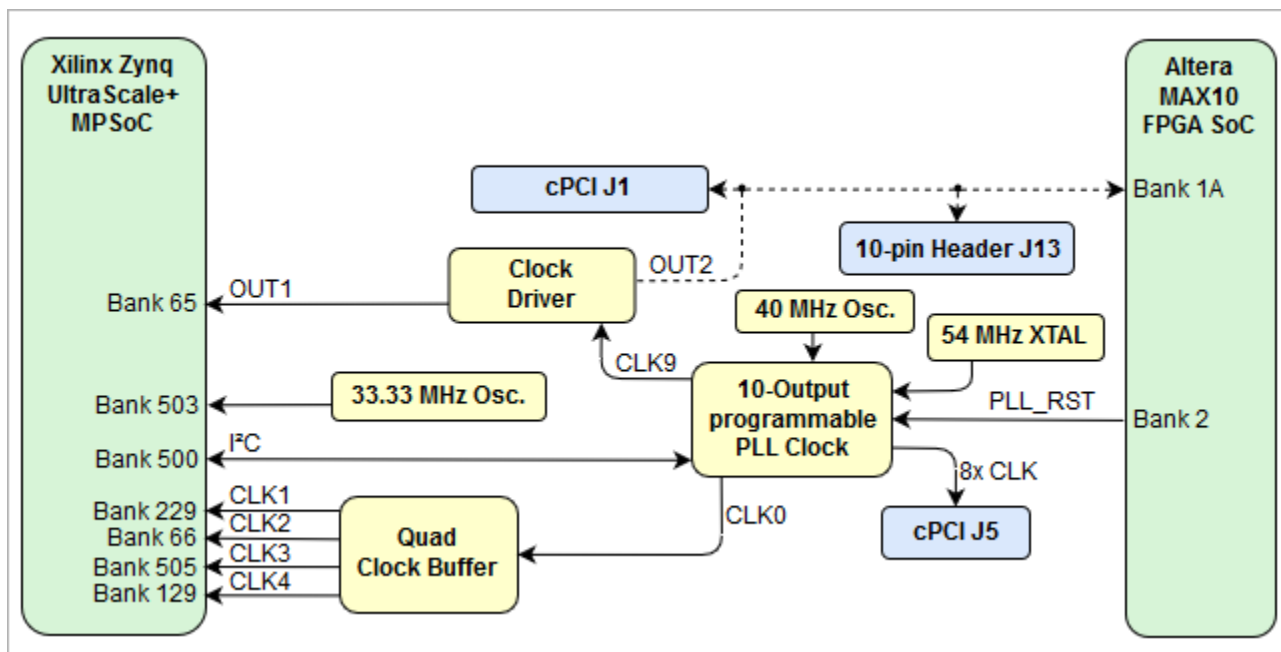 Xilinx Zynq
UltraScale+
MPSoC
Altera
MAX10
FPGA SoC
cPCI J1
Bank 1A
10-pin Header J13
Clock
Driver
OUT2
OUT1
Bank 65
40 MHz Osc.
54 MHz XTAL
CLK9
33.33 MHz Osc.
Bank 503
10-Output
programmable
PLL Clock
PLL_RST
Bank 2
I²C
Bank 500
8x CLK
CLK1
Bank 229
CLK2
Bank 66
CLK3
Bank 505
CLK4
Bank 129
Quad
Clock Buffer
CLK0
cPCI J5